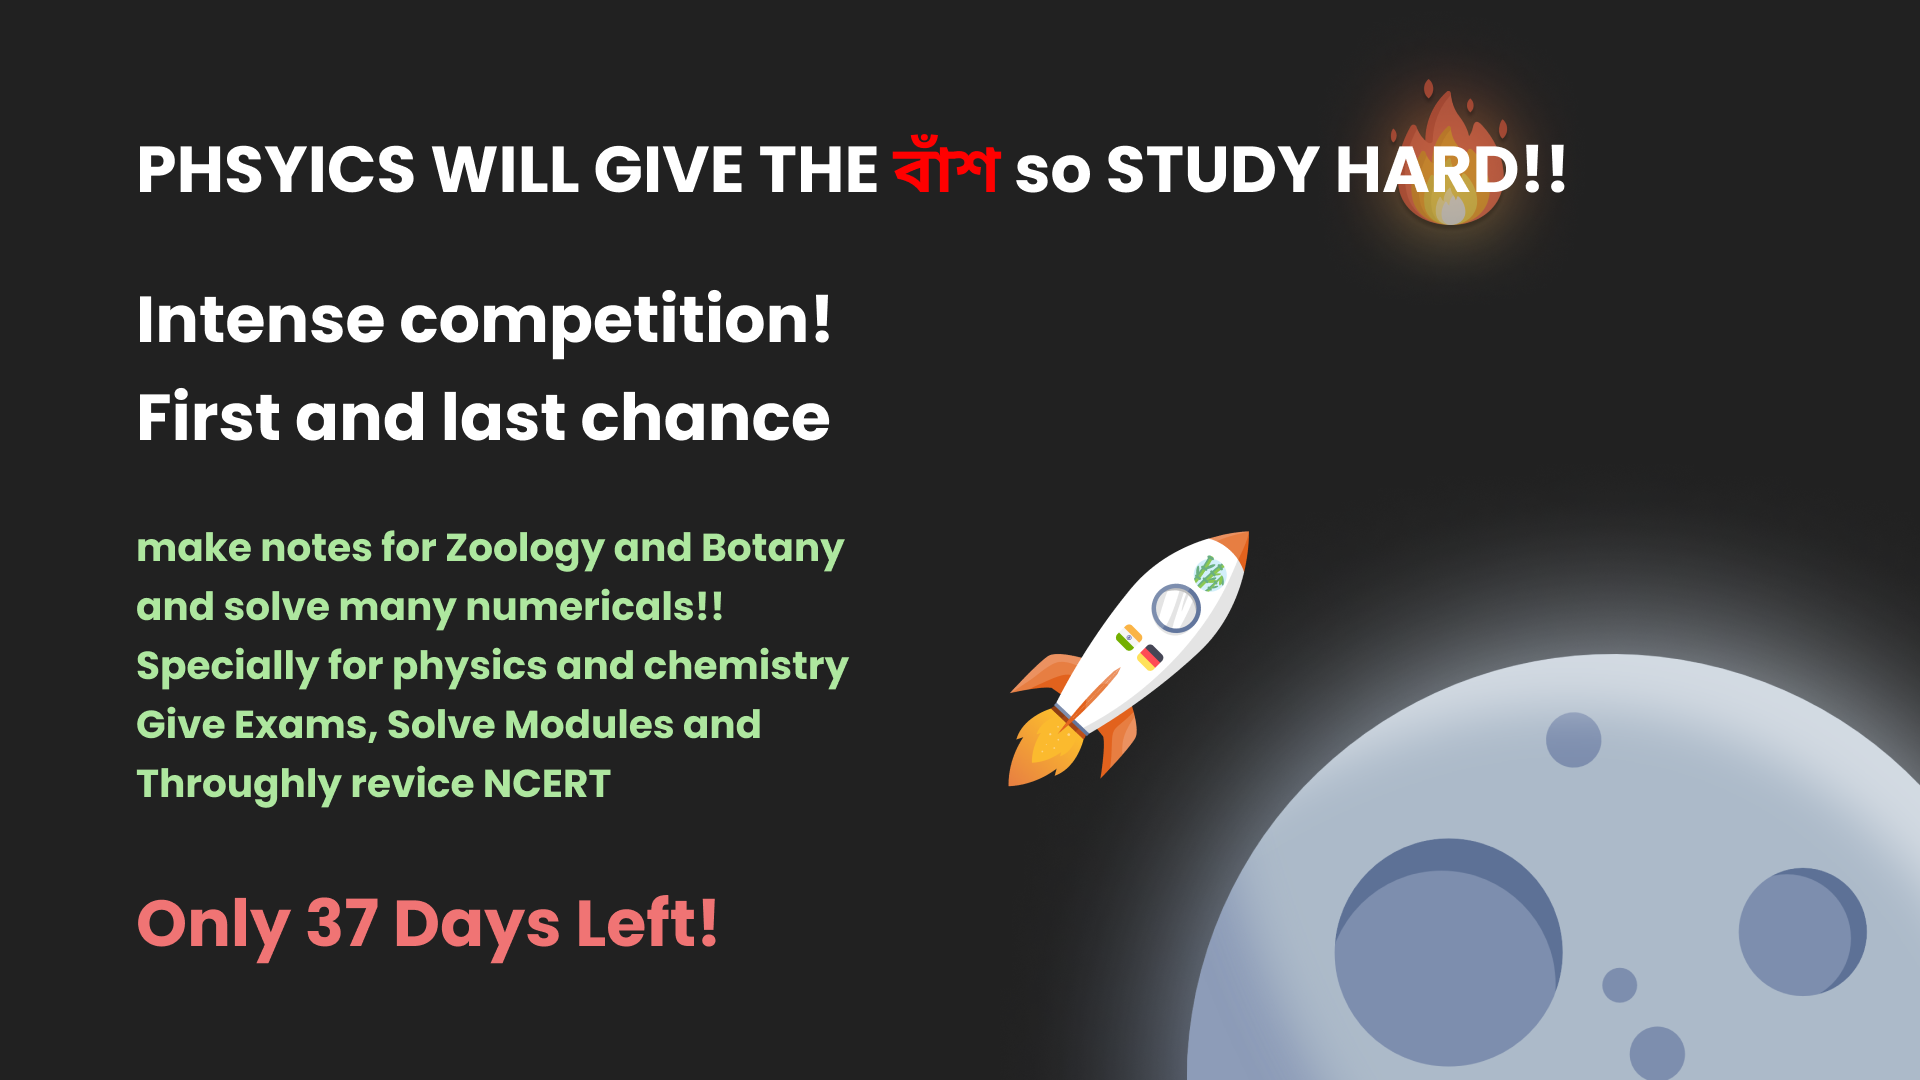 PHSYICS WILL GIVE THE বাঁশ so STUDY HARD!!
Intense competition!
First and last chance
make notes for Zoology and Botany
and solve many numericals!!
Specially for physics and chemistry
Give Exams, Solve Modules and
Throughly revice NCERT
Only 37 Days Left!